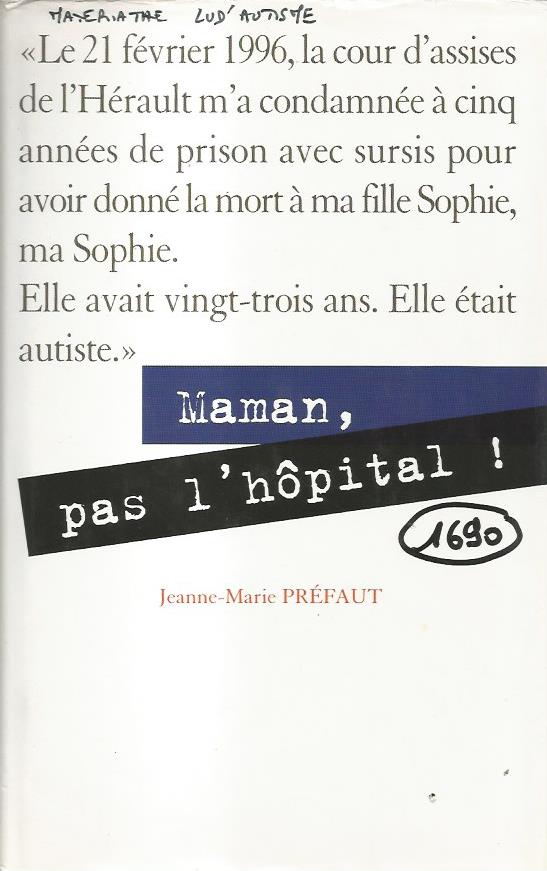 LUD'AUTISME
«Le 21 février 1996, la cour d'assises
de l'Hérault m'a condamnée à cinq
années de prison avec sursis pour
avoir donné la mort à ma fille Sophie,
ma Sophie.
Elle avait vingt-trois ans. Elle était
autiste.»
Maman,
pas l'hôpital !
1690
Jeanne-Marie PRÉFAUT